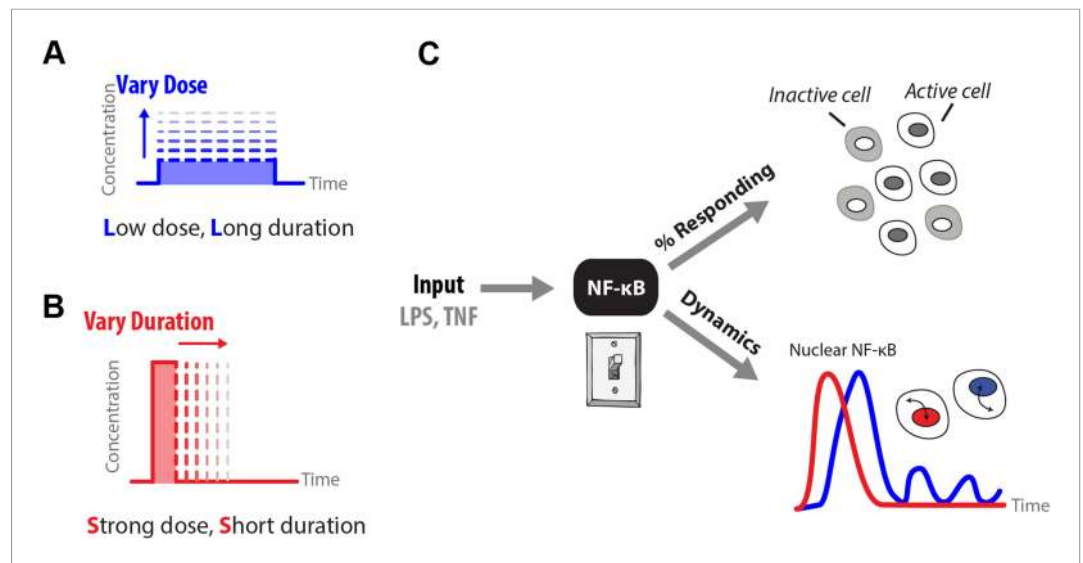 A
Vary Dose
Concentration
Time
Low dose, Long duration
B
Vary Duration
Concentration
Time
Strong dose, Short duration
C
Input
LPS, TNF
NF-κB
% Responding
Inactive cell
Active cell
Dynamics
Nuclear NF-κB
Time